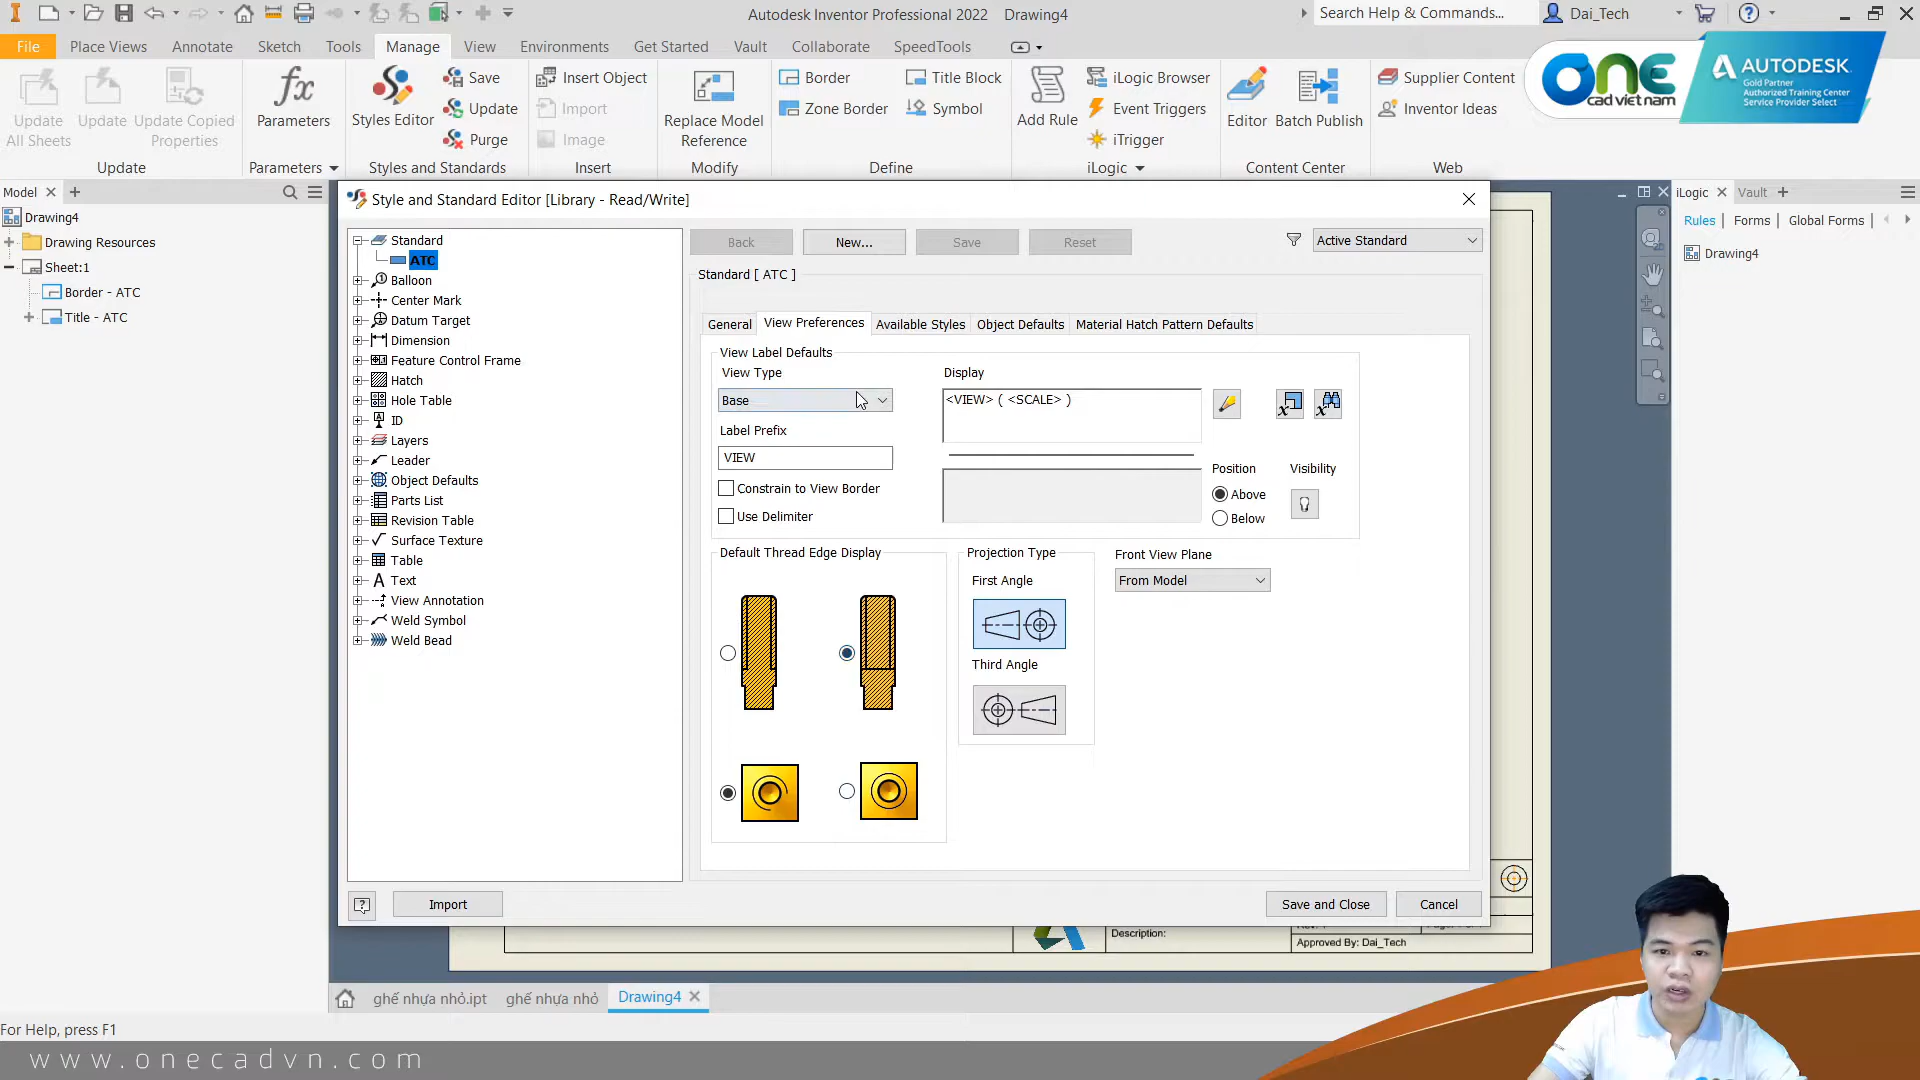 Autodesk Inventor Professional 2022 Drawing4
Search Help & Commands...
Dai_Tech
File
Place Views
Annotate
Sketch
Tools
Manage
View
Environments
Get Started
Vault
Collaborate
SpeedTools
Update All Sheets
Update
Update Copied Properties
Update
Parameters
Parameters
Styles Editor
Save
Update
Purge
Styles and Standards
Insert Object
Import
Image
Insert
Replace Model Reference
Modify
Border
Zone Border
Title Block
Symbol
Define
Add Rule
iLogic Browser
Event Triggers
iTrigger
iLogic
Editor
Batch Publish
Content Center
Supplier Content
Inventor Ideas
Web
ONE
cad viet nam
AUTODESK.
Gold Partner
Authorized Training Center
Service Provider Select
Model
Drawing4
Drawing Resources
Sheet:1
Border - ATC
Title - ATC
Style and Standard Editor [Library - Read/Write]
Standard
ATC
Balloon
Center Mark
Datum Target
Dimension
Feature Control Frame
Hatch
Hole Table
ID
Layers
Leader
Object Defaults
Parts List
Revision Table
Surface Texture
Table
Text
View Annotation
Weld Symbol
Weld Bead
Back
New...
Save
Reset
Active Standard
Standard [ ATC ]
General
View Preferences
Available Styles
Object Defaults
Material Hatch Pattern Defaults
View Label Defaults
View Type
Base
Label Prefix
VIEW
Constrain to View Border
Use Delimiter
Display
<VIEW> ( <SCALE> )
Position
Above
Below
Visibility
Default Thread Edge Display
Projection Type
First Angle
Third Angle
Front View Plane
From Model
Import
Save and Close
Cancel
Description:
Approved By: Dai_Tech
iLogic
Vault
Rules
Forms
Global Forms
Drawing4
ghế nhựa nhỏ.ipt
ghế nhựa nhỏ
Drawing4
For Help, press F1
www.onecadvn.com